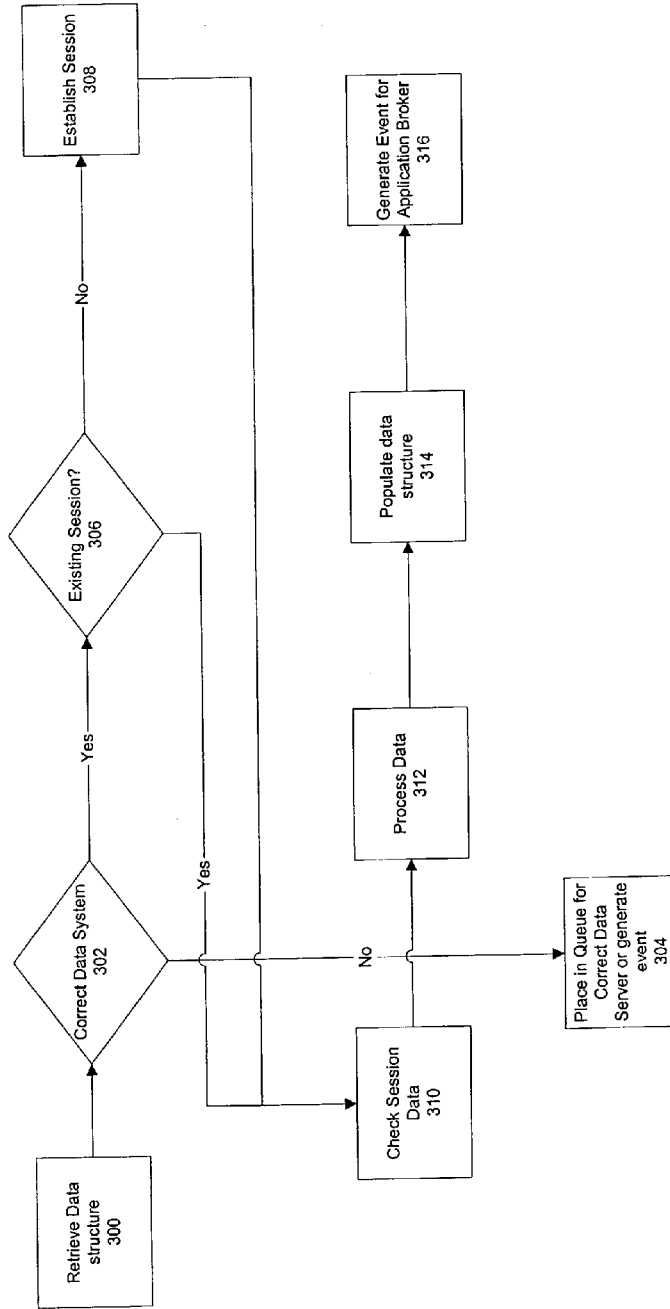 Retrieve Data
structure
300
Correct Data System
302
Yes
Existing Session?
306
No
Establish Session
308
Yes
No
Place in Queue for
Correct Data
Server or generate
event
304
Check Session
Data
310
Process Data
312
Populate data
structure
314
Generate Event for
Application Broker
316